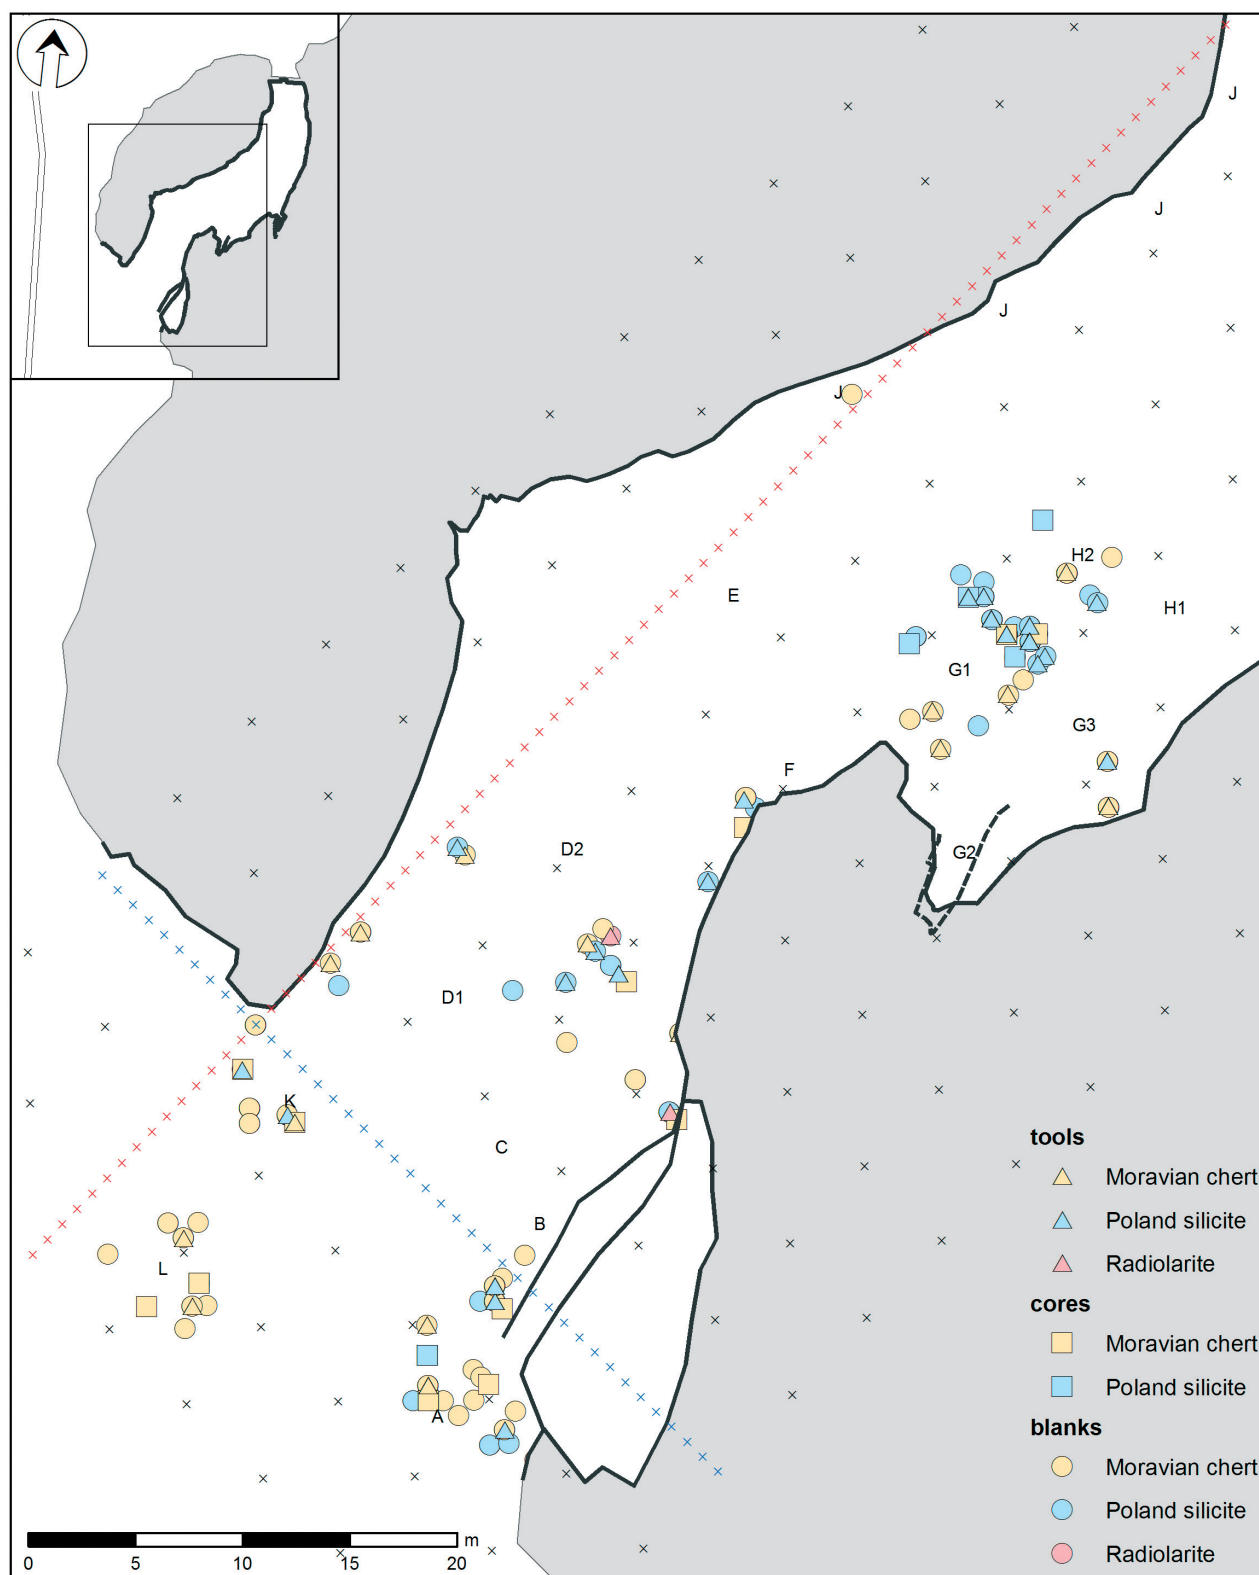 J
J
J
J
H2
E
H1
G1
G3
F
D2
G2
D1
K
C
B
L
A
tools
Moravian chert
Poland silicite
Radiolarite
cores
Moravian chert
Poland silicite
blanks
Moravian chert
Poland silicite
Radiolarite
m
0 5 10 15 20